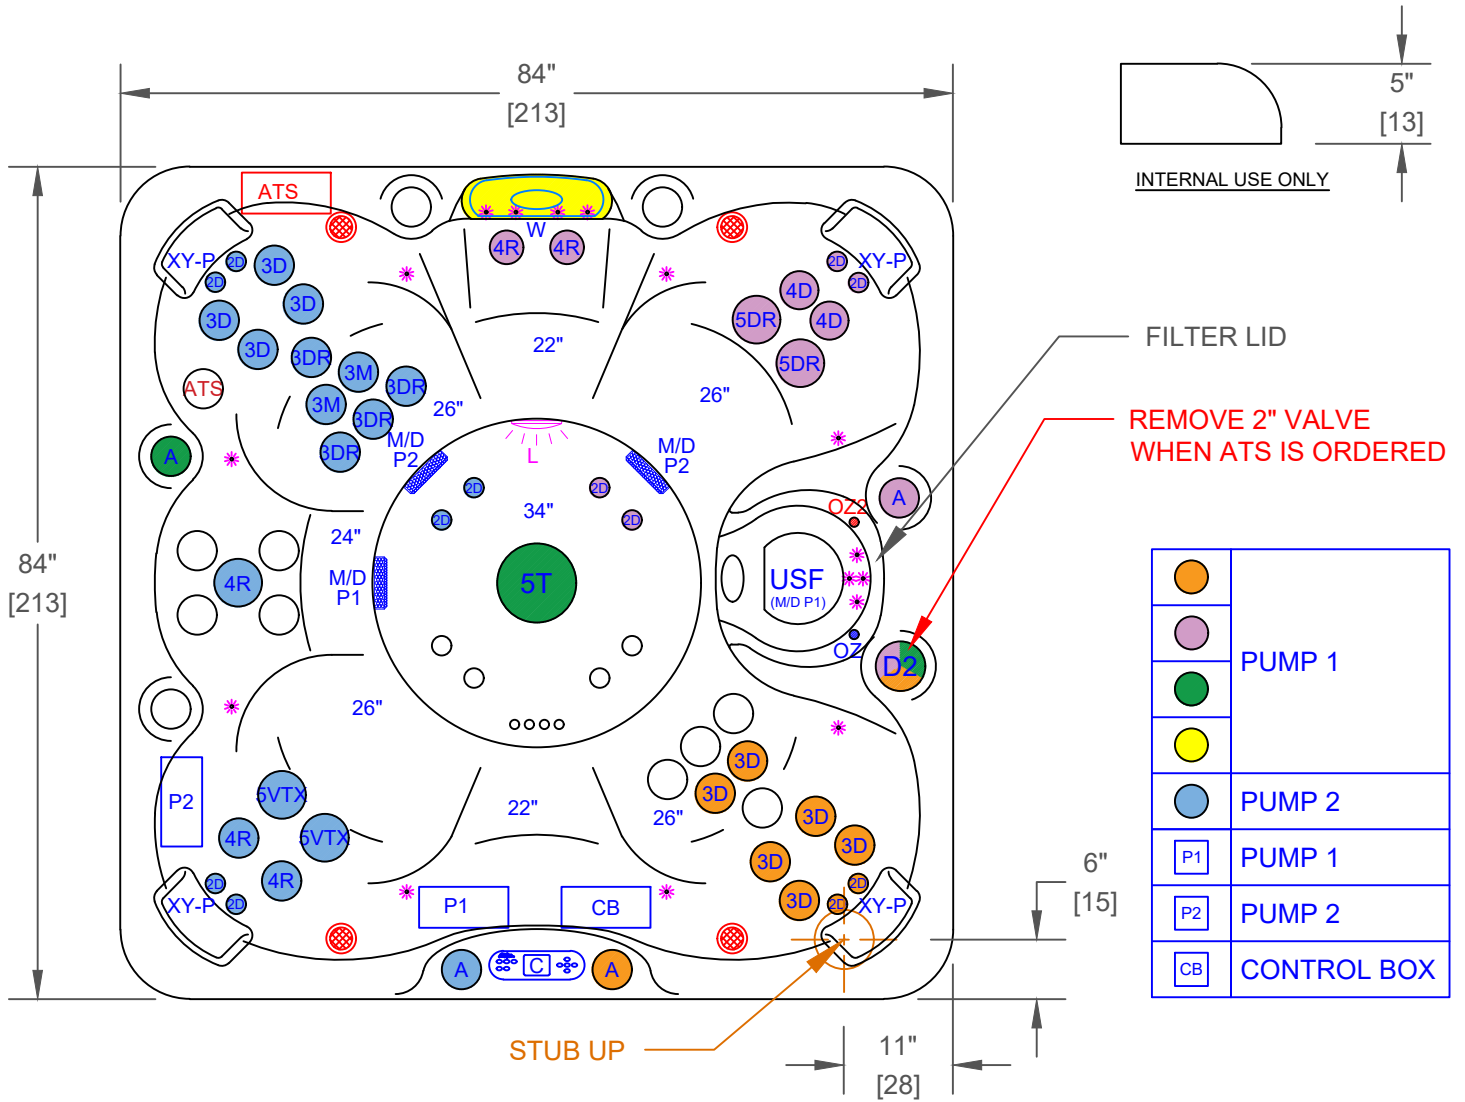 84"
[213]
5"
[13]
INTERNAL USE ONLY
ATS
W
4R
4R
XY-P
2D
2D
3D
3D
3D
3D
3DR
3M
3DR
3M
3DR
3DR
ATS
A
XY-P
2D
2D
4D
5DR
4D
5DR
22"
26"
26"
FILTER LID
REMOVE 2" VALVE
WHEN ATS IS ORDERED
M/D
P2
M/D
P2
L
2D
2D
2D
2D
34"
24"
M/D
P1
4R
5T
84"
[213]
OZ2
A
USF
(M/D P1)
OZ
D2
PUMP 1
PUMP 2
P1
PUMP 1
P2
PUMP 2
CB
CONTROL BOX
26"
22"
26"
3D
3D
3D
3D
3D
3D
2D
2D
XY-P
P2
5VTX
5VTX
4R
4R
2D
2D
XY-P
P1
CB
A
C
A
6"
[15]
STUB UP
11"
[28]